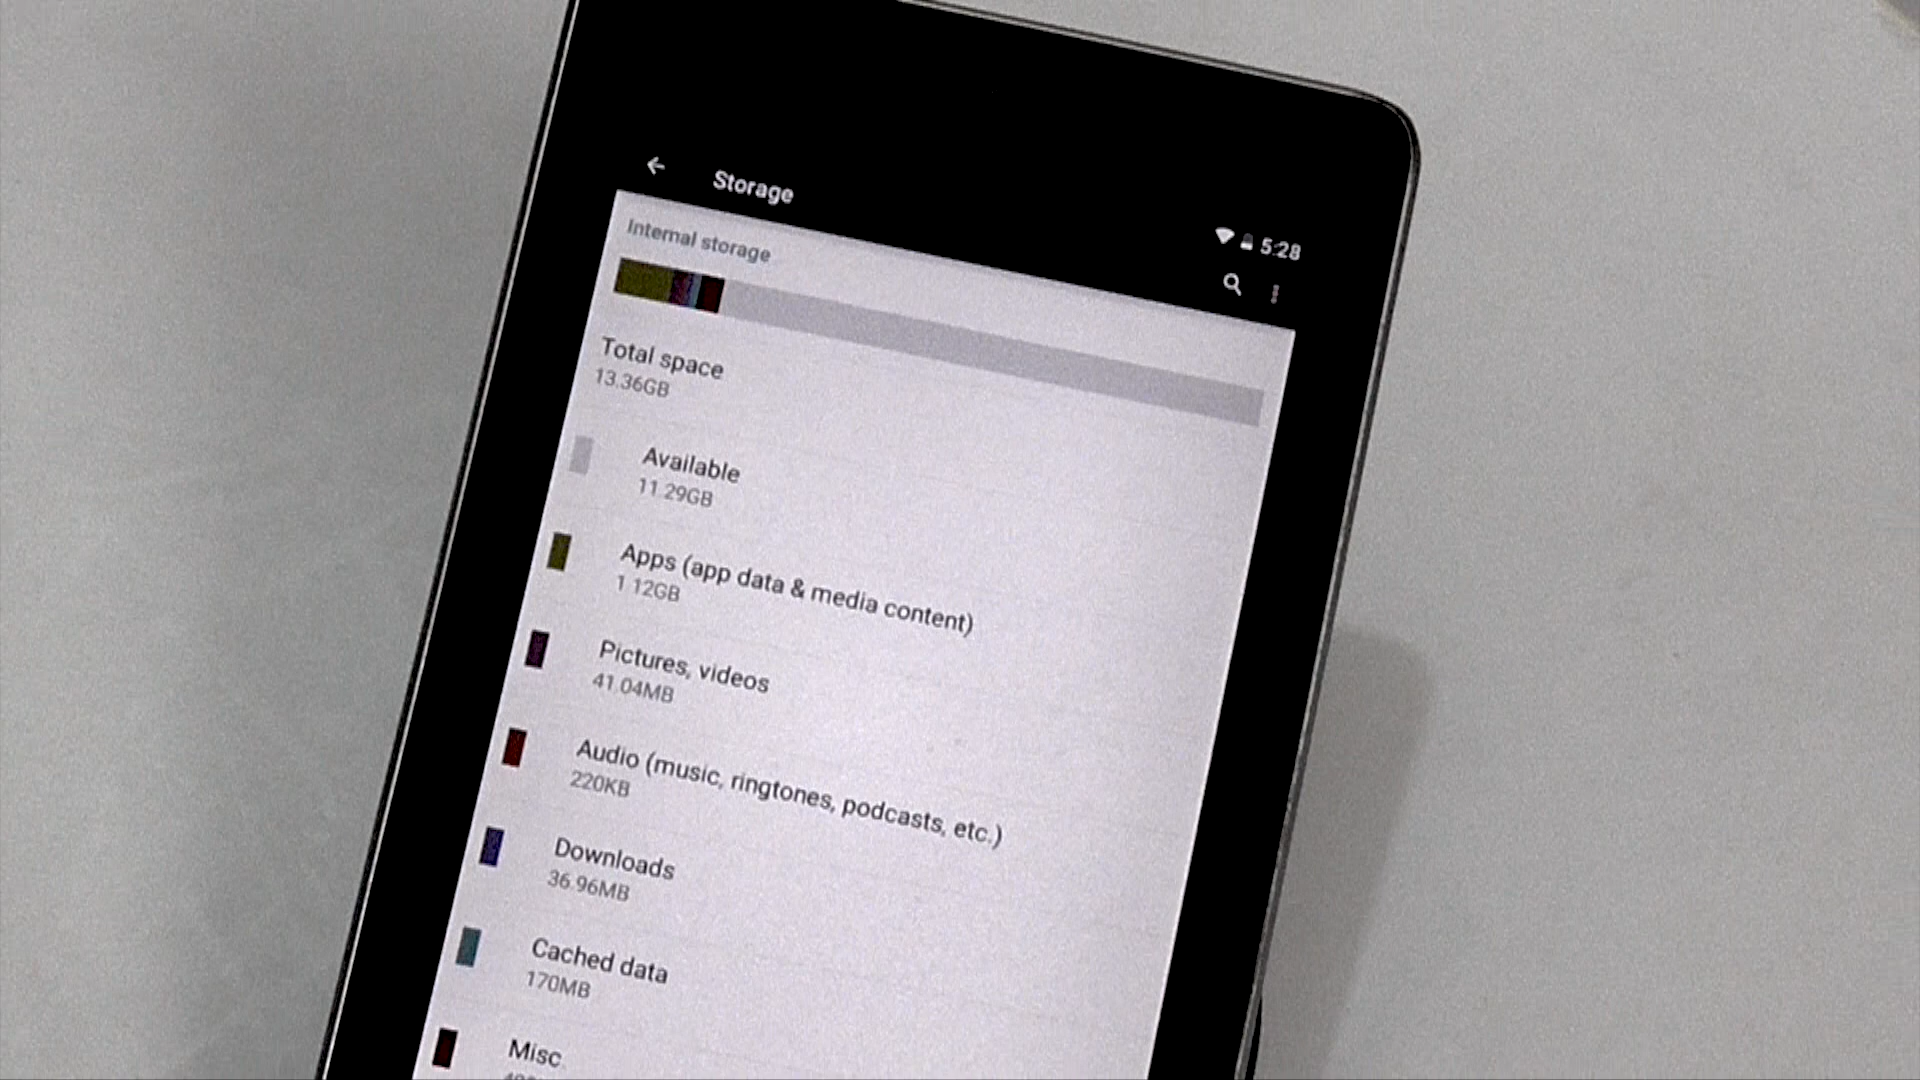 Storage
5:28
Internal storage
Total space
13.36GB
Available
11.29GB
Apps (app data & media content)
1.12GB
Pictures, videos
41.04MB
Audio (music, ringtones, podcasts, etc.)
220KB
Downloads
36.96MB
Cached data
170MB
Misc.